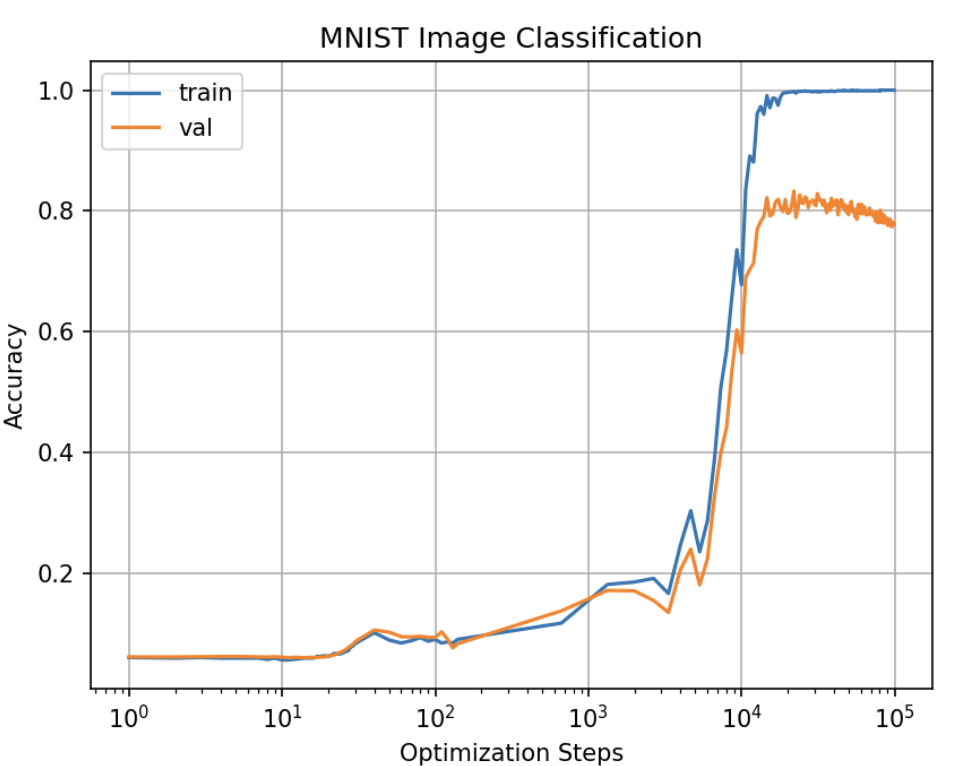 MNIST Image Classification
train
val
1.0
0.8
0.6
0.4
0.2
Accuracy
10⁰ 10¹ 10² 10³ 10⁴ 10⁵
Optimization Steps